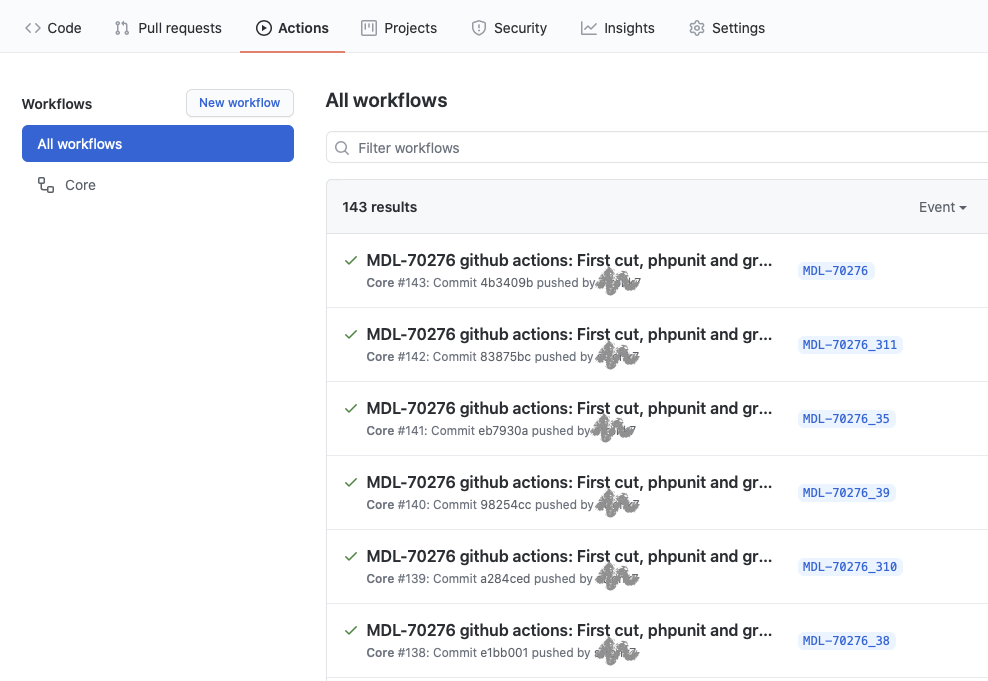 Code Pull requests Actions Projects Security Insights Settings
Workflows New workflow
All workflows
Core
All workflows
Filter workflows
143 results Event
MDL-70276 github actions: First cut, phpunit and gr... MDL-70276
Core #143: Commit 4b3409b pushed by
MDL-70276 github actions: First cut, phpunit and gr... MDL-70276_311
Core #142: Commit 83875bc pushed by
MDL-70276 github actions: First cut, phpunit and gr... MDL-70276_35
Core #141: Commit eb7930a pushed by
MDL-70276 github actions: First cut, phpunit and gr... MDL-70276_39
Core #140: Commit 98254cc pushed by
MDL-70276 github actions: First cut, phpunit and gr... MDL-70276_310
Core #139: Commit a284ced pushed by
MDL-70276 github actions: First cut, phpunit and gr... MDL-70276_38
Core #138: Commit e1bb001 pushed by